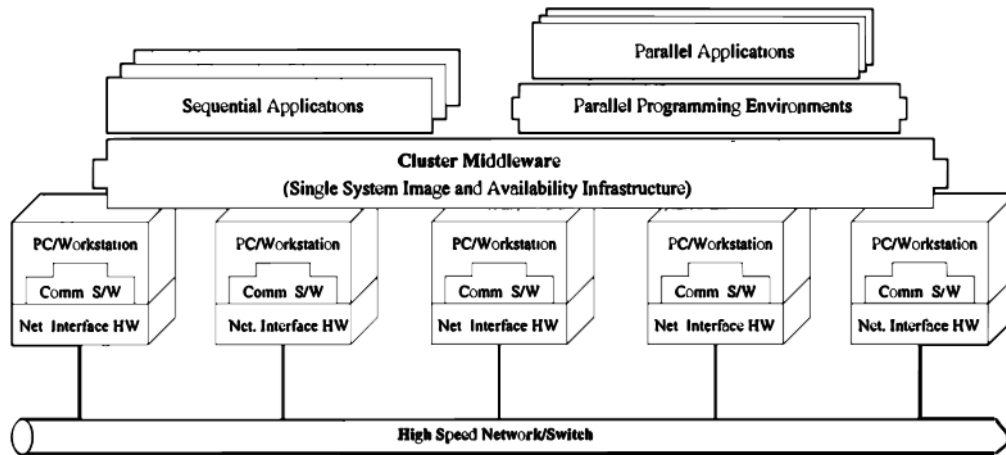 Parallel Applications
Sequential Applications
Parallel Programming Environments
Cluster Middleware
(Single System Image and Availability Infrastructure)
PC/Workstation
PC/Workstation
PC/Workstation
PC/Workstation
PC/Workstation
Comm S/W
Comm S/W
Comm S/W
Comm S/W
Comm S/W
Net Interface HW
Net. Interface HW
Net Interface HW
Net Interface HW
Net Interface HW
High Speed Network/Switch